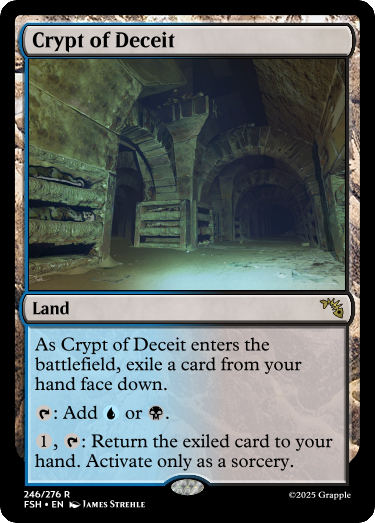 Crypt of Deceit
Land
As Crypt of Deceit enters the
battlefield, exile a card from your
hand face down.
: Add or .
1, : Return the exiled card to your
hand. Activate only as a sorcery.
246/276 R
FSH • EN James Strehle
©2025 Grapple